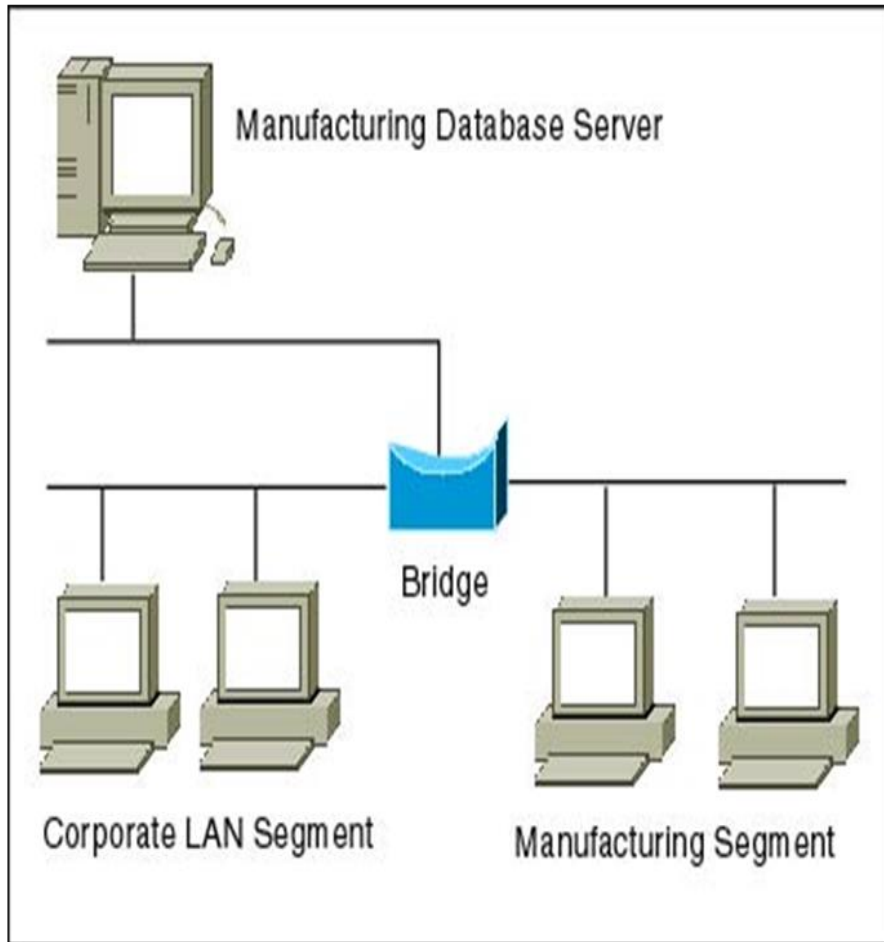 Manufacturing Database Server
Bridge
Corporate LAN Segment
Manufacturing Segment